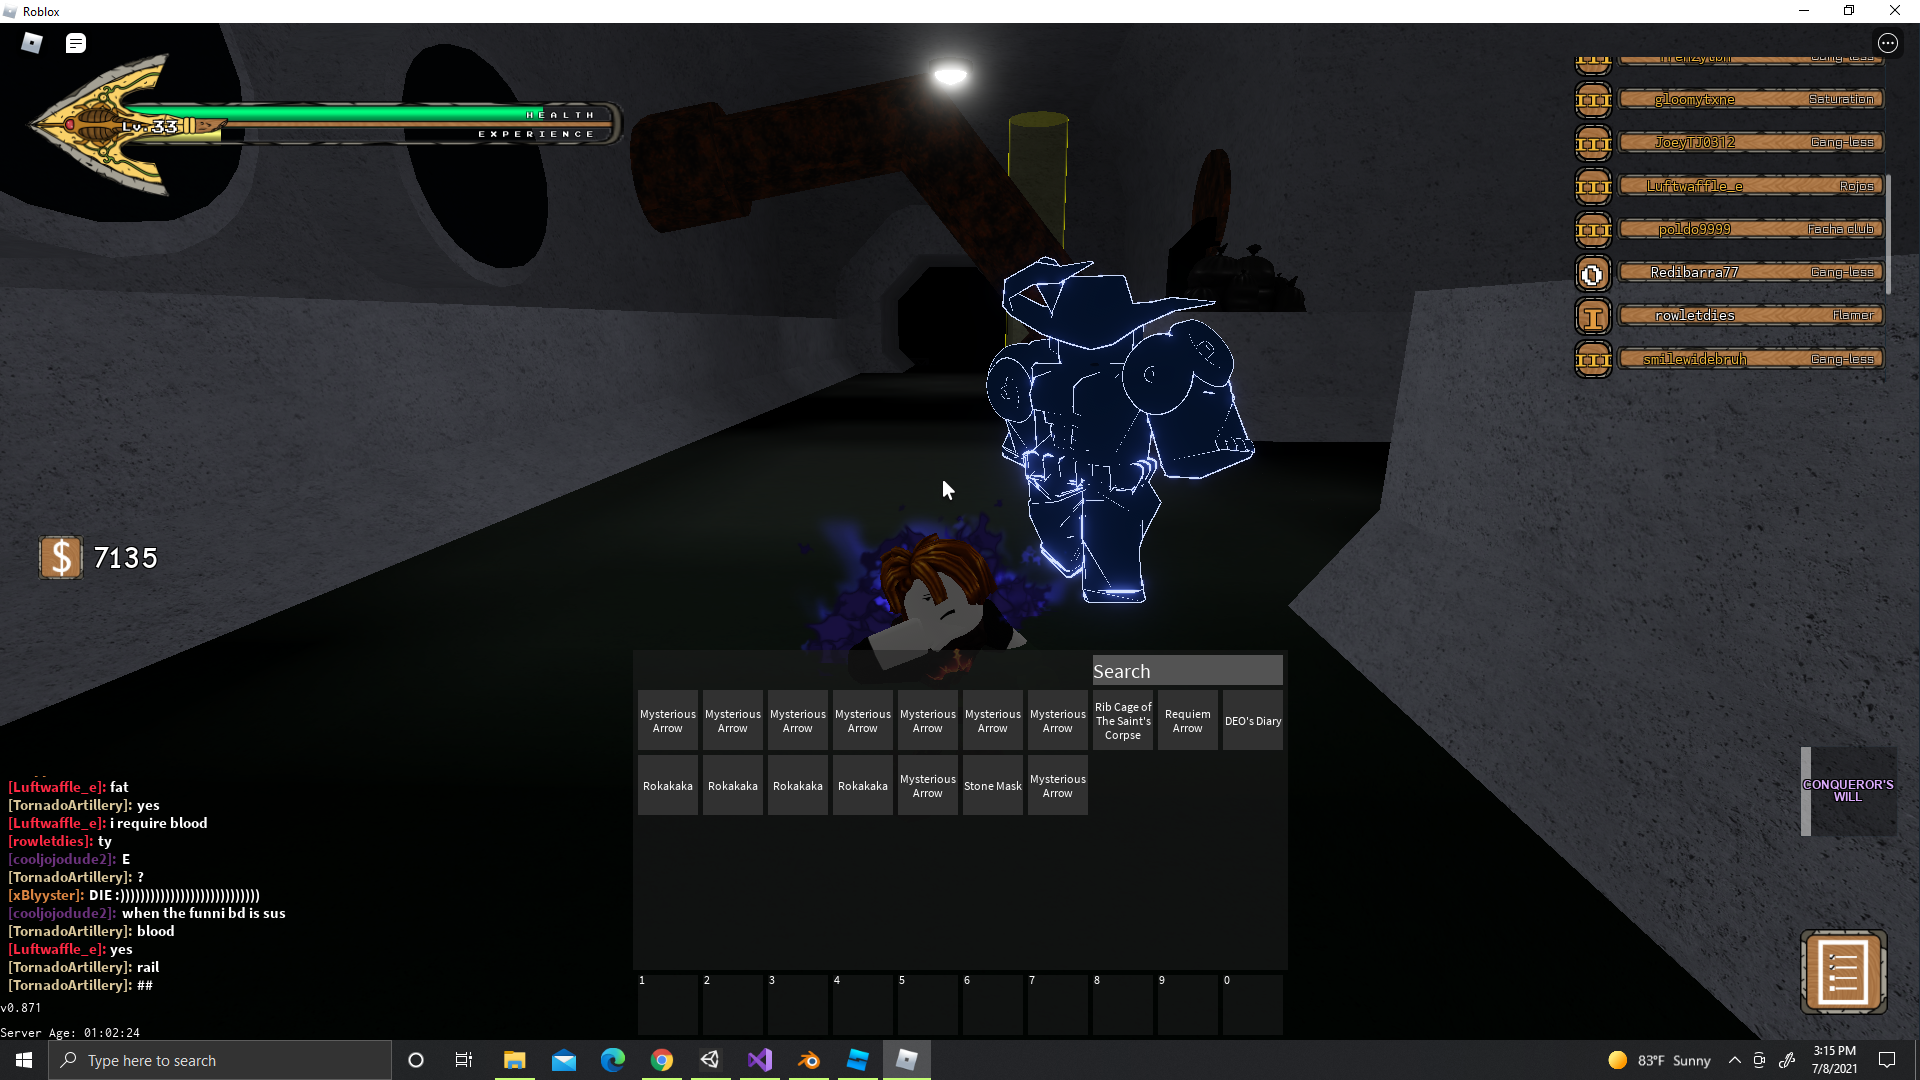 Roblox
Lv.33
HEALTH
EXPERIENCE
Gang-less
gloomytxne Saturation
JoeyTJ0312 Gang-less
Luftwaffle_e Rojos
poldo9999 Facha club
Redibarra77 Gang-less
rowletdies Flamer
smilewidebruh Gang-less
$ 7135
Search
Mysterious Arrow
Mysterious Arrow
Mysterious Arrow
Mysterious Arrow
Mysterious Arrow
Mysterious Arrow
Mysterious Arrow
Rib Cage of The Saint's Corpse
Requiem Arrow
DEO's Diary
Rokakaka
Rokakaka
Rokakaka
Rokakaka
Mysterious Arrow
Stone Mask
Mysterious Arrow
CONQUEROR'S
WILL
[Luftwaffle_e]: fat
[TornadoArtillery]: yes
[Luftwaffle_e]: i require blood
[rowletdies]: ty
[cooljojodude2]: E
[TornadoArtillery]: ?
[xBlyyster]: DIE :))))))))))))))))))))))))))))
[cooljojodude2]: when the funni bd is sus
[TornadoArtillery]: blood
[Luftwaffle_e]: yes
[TornadoArtillery]: rail
[TornadoArtillery]: ##
v0.871
Server Age: 01:02:24
1 2 3 4 5 6 7 8 9 0
Type here to search
83°F Sunny
3:15 PM
7/8/2021